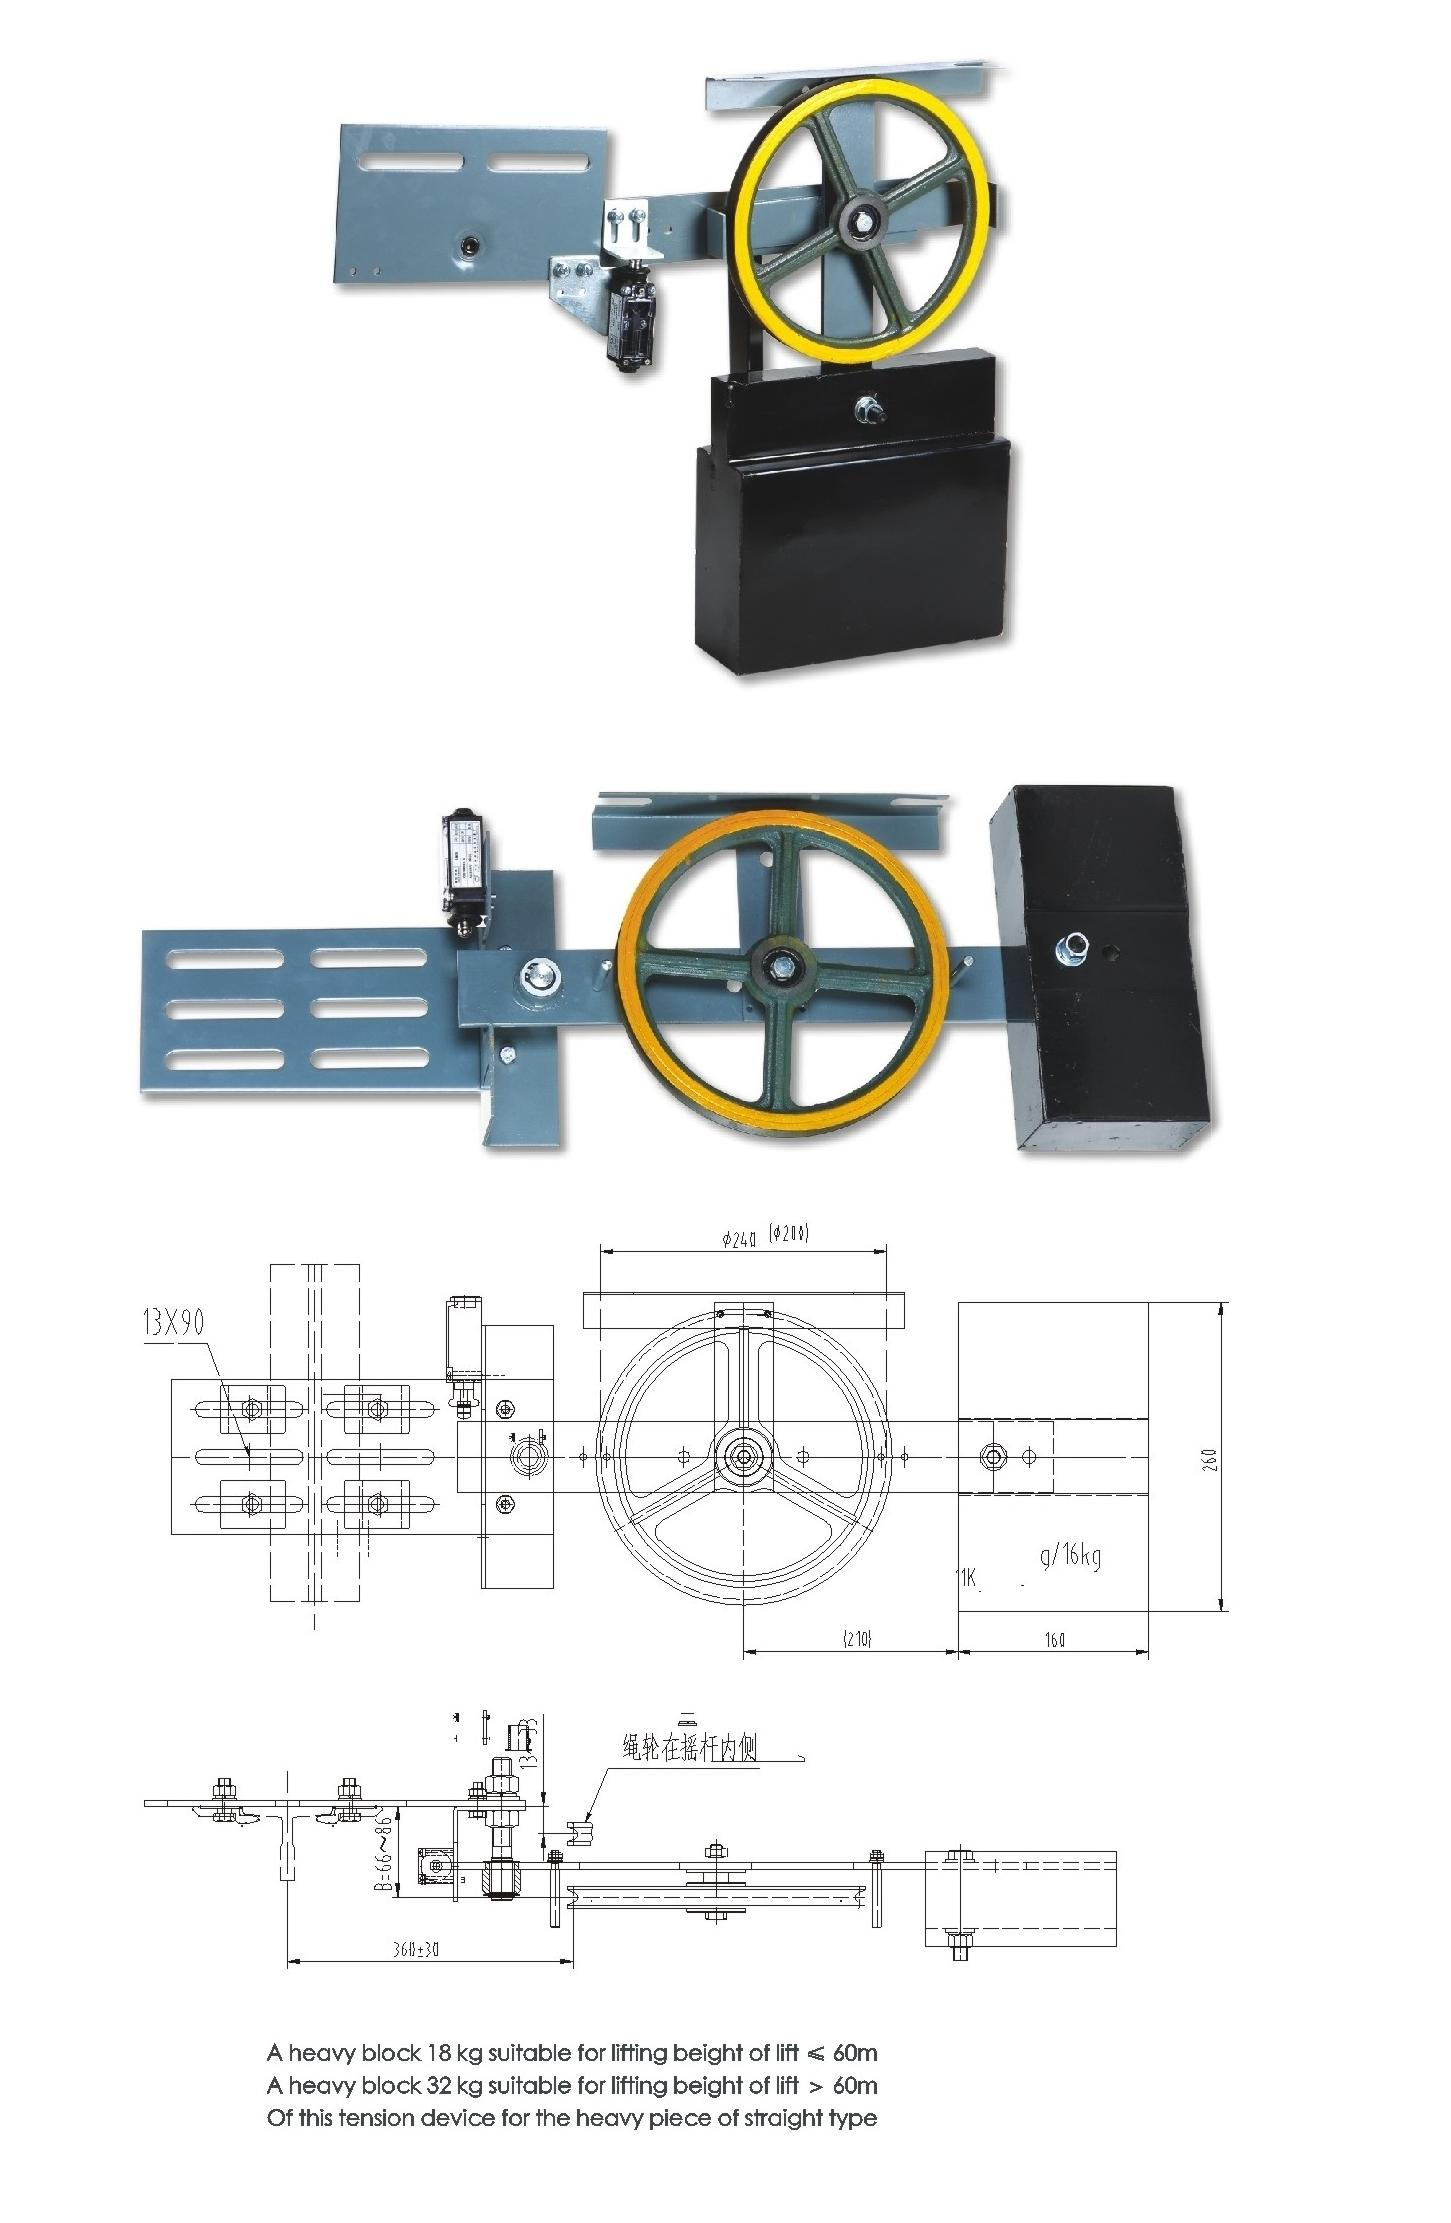 ϕ240 (ϕ200)
13X90
260
g/16kg
11K
(210)
160
绳轮在摇杆内侧
B=66~86
360±30
A heavy block 18 kg suitable for lifting beight of lift ⩽ 60m
A heavy block 32 kg suitable for lifting beight of lift > 60m
Of this tension device for the heavy piece of straight type